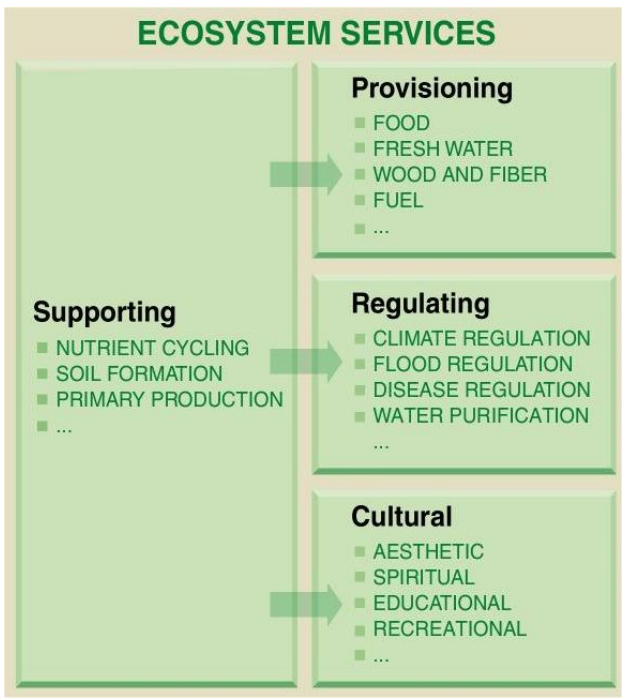 ECOSYSTEM SERVICES
Supporting
NUTRIENT CYCLING
SOIL FORMATION
PRIMARY PRODUCTION
...
Provisioning
FOOD
FRESH WATER
WOOD AND FIBER
FUEL
...
Regulating
CLIMATE REGULATION
FLOOD REGULATION
DISEASE REGULATION
WATER PURIFICATION
...
Cultural
AESTHETIC
SPIRITUAL
EDUCATIONAL
RECREATIONAL
...